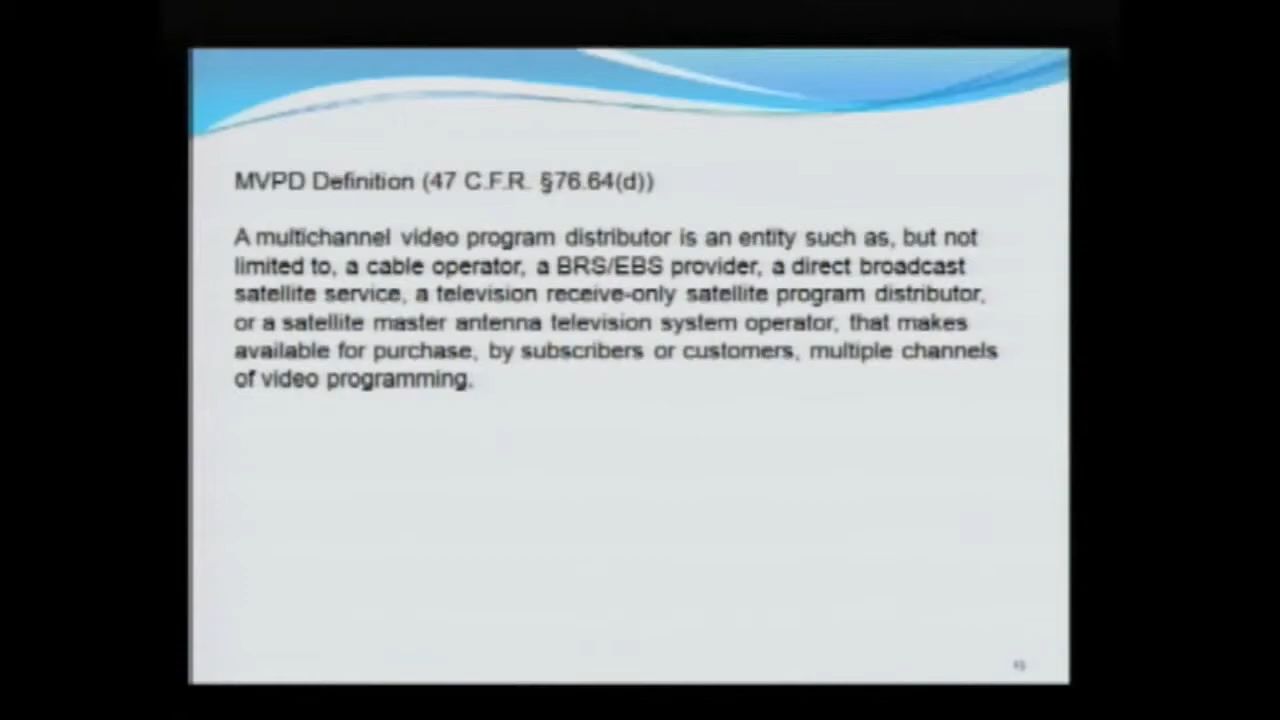 MVPD Definition (47 C.F.R. §76.64(d))
A multichannel video program distributor is an entity such as, but not
limited to, a cable operator, a BRS/EBS provider, a direct broadcast
satellite service, a television receive-only satellite program distributor,
or a satellite master antenna television system operator, that makes
available for purchase, by subscribers or customers, multiple channels
of video programming.